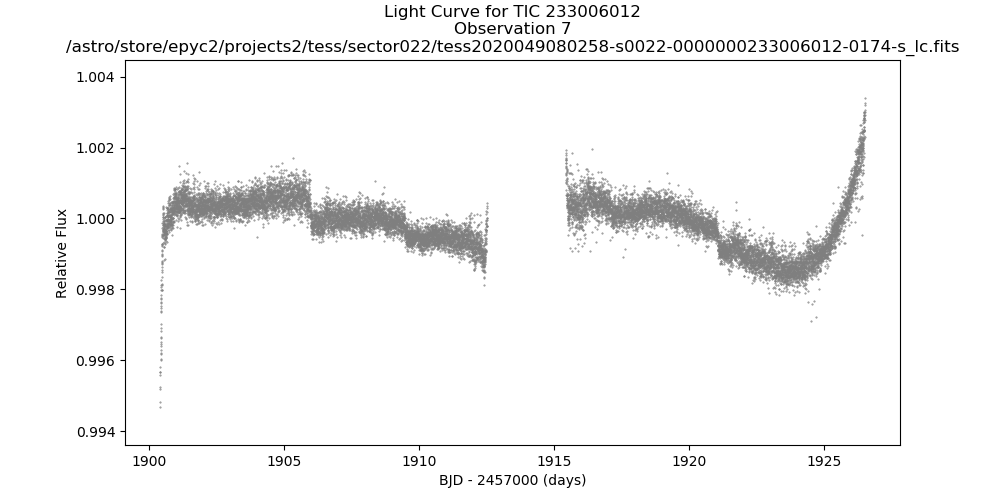 Light Curve for TIC 233006012
Observation 7
/astro/store/epyc2/projects2/tess/sector022/tess2020049080258-s0022-0000000233006012-0174-s_lc.fits
1.004
1.002
1.000
0.998
0.996
0.994
Relative Flux
1900
1905
1910
1915
1920
1925
BJD - 2457000 (days)